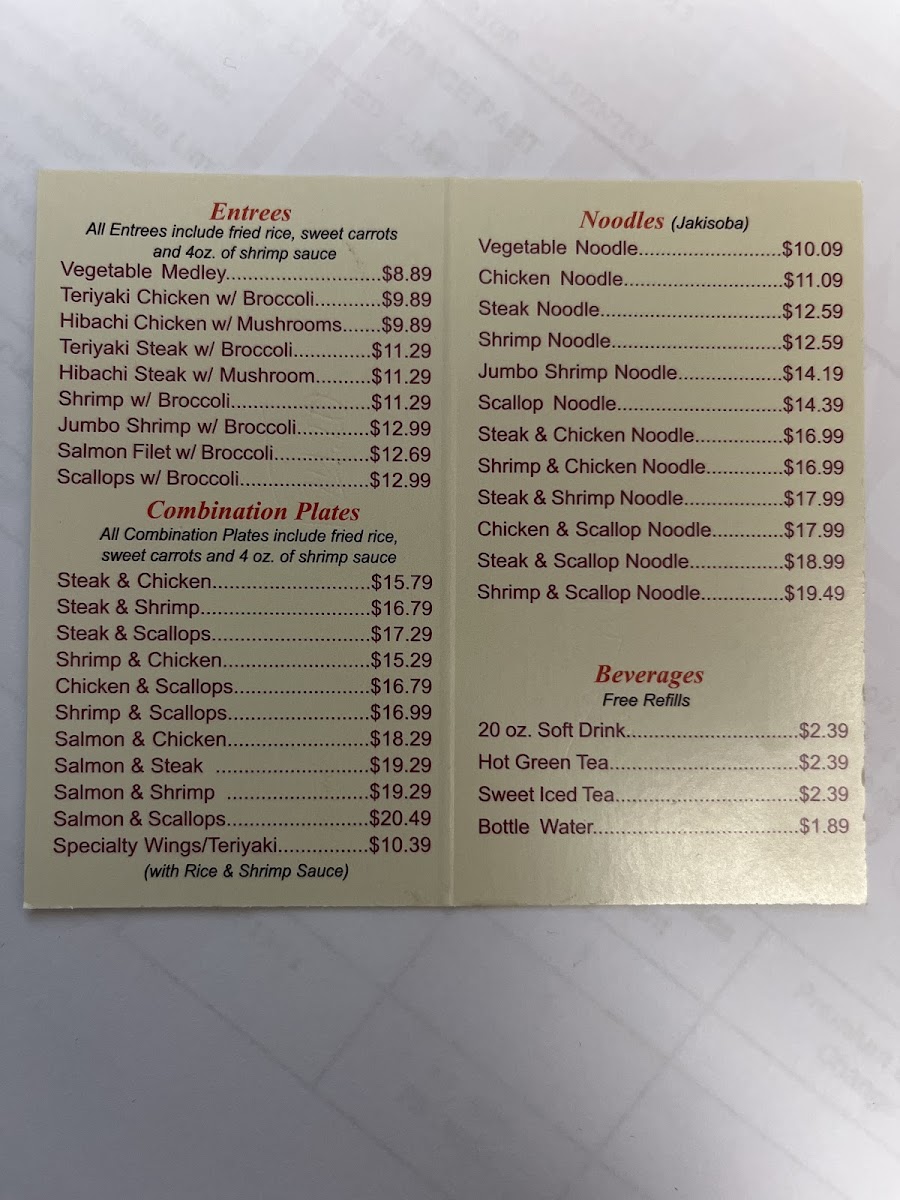 Entrees
All Entrees include fried rice, sweet carrots
and 4oz. of shrimp sauce
Vegetable Medley............................$8.89
Teriyaki Chicken w/ Broccoli............$9.89
Hibachi Chicken w/ Mushrooms.......$9.89
Teriyaki Steak w/ Broccoli..............$11.29
Hibachi Steak w/ Mushroom..........$11.29
Shrimp w/ Broccoli.........................$11.29
Jumbo Shrimp w/ Broccoli.............$12.99
Salmon Filet w/ Broccoli.................$12.69
Scallops w/ Broccoli.......................$12.99
Combination Plates
All Combination Plates include fried rice,
sweet carrots and 4 oz. of shrimp sauce
Steak & Chicken............................$15.79
Steak & Shrimp..............................$16.79
Steak & Scallops............................$17.29
Shrimp & Chicken..........................$15.29
Chicken & Scallops........................$16.79
Shrimp & Scallops.........................$16.99
Salmon & Chicken.........................$18.29
Salmon & Steak ...........................$19.29
Salmon & Shrimp .........................$19.29
Salmon & Scallops.........................$20.49
Specialty Wings/Teriyaki................$10.39
(with Rice & Shrimp Sauce)
Noodles (Jakisoba)
Vegetable Noodle.........................$10.09
Chicken Noodle............................$11.09
Steak Noodle................................$12.59
Shrimp Noodle..............................$12.59
Jumbo Shrimp Noodle...................$14.19
Scallop Noodle.............................$14.39
Steak & Chicken Noodle................$16.99
Shrimp & Chicken Noodle..............$16.99
Steak & Shrimp Noodle..................$17.99
Chicken & Scallop Noodle.............$17.99
Steak & Scallop Noodle.................$18.99
Shrimp & Scallop Noodle...............$19.49
Beverages
Free Refills
20 oz. Soft Drink...............................$2.39
Hot Green Tea..................................$2.39
Sweet Iced Tea.................................$2.39
Bottle Water.....................................$1.89